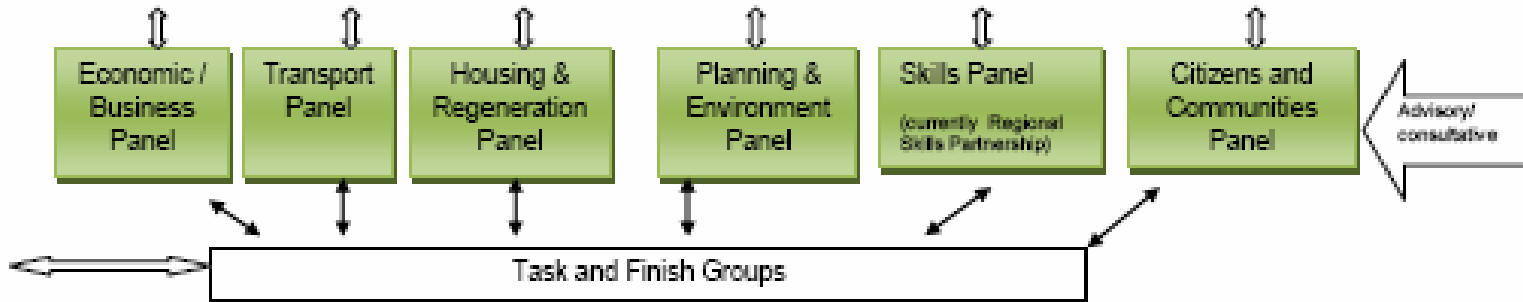 Economic /
Business
Panel
Transport
Panel
Housing &
Regeneration
Panel
Planning &
Environment
Panel
Skills Panel
(currently Regional
Skills Partnership)
Citizens and
Communities
Panel
Advisory/
consultative
Task and Finish Groups